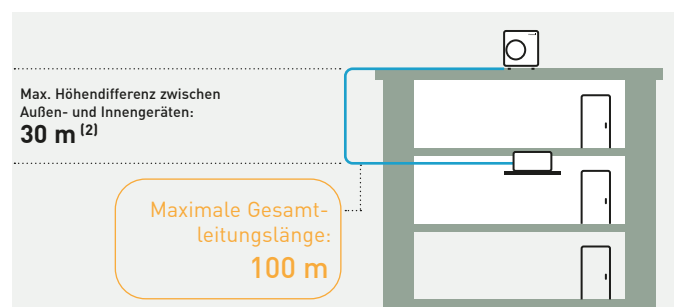 Max. Höhendifferenz zwischen
Außen- und Innengeräten:
30 m (2)
Maximale Gesamt-
leitungslänge:
100 m